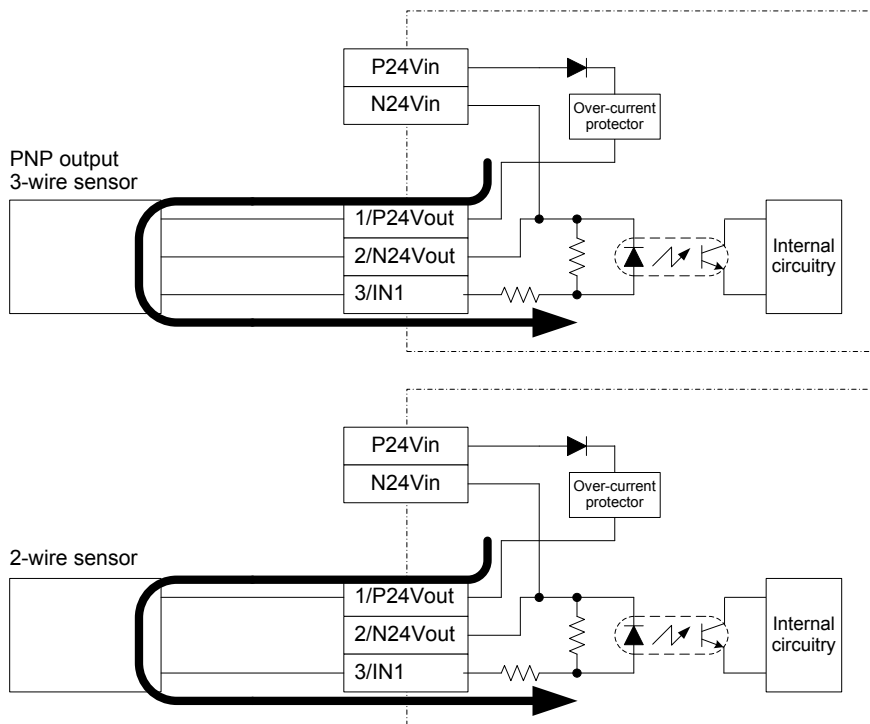 P24Vin
N24Vin
Over-current
protector
PNP output
3-wire sensor
1/P24Vout
2/N24Vout
3/IN1
Internal
circuitry
P24Vin
N24Vin
Over-current
protector
2-wire sensor
1/P24Vout
2/N24Vout
3/IN1
Internal
circuitry